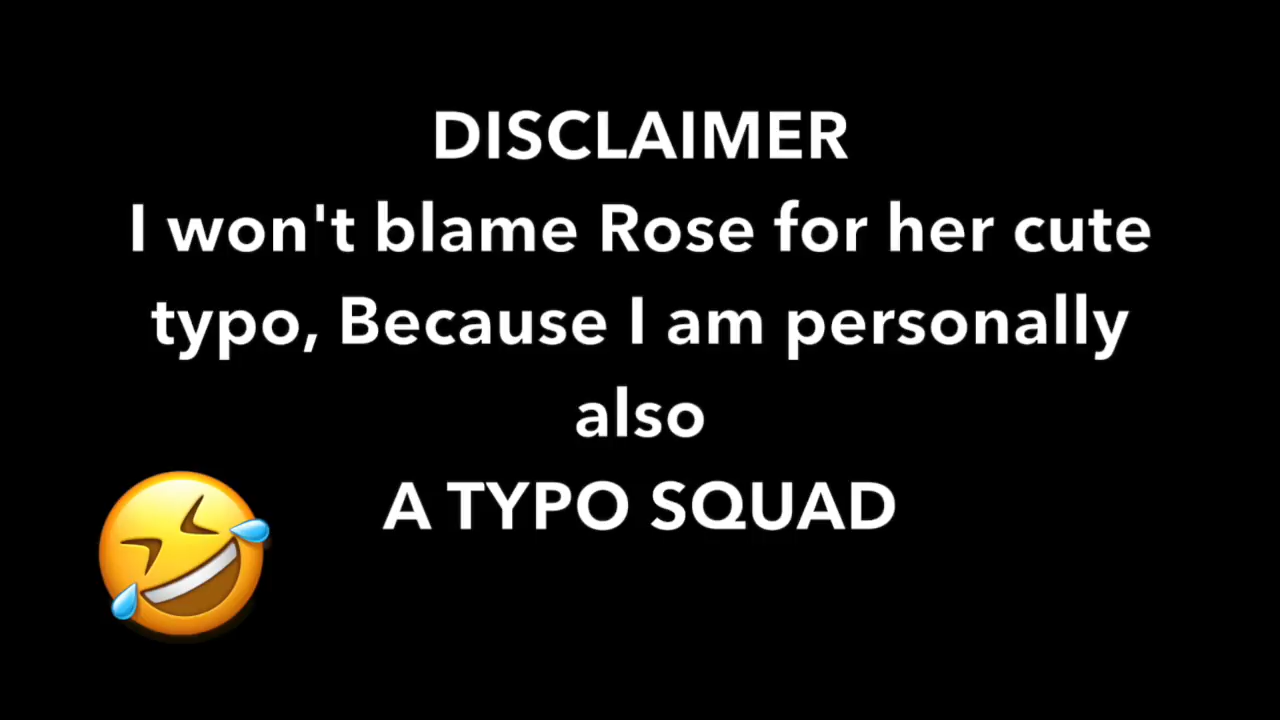 DISCLAIMER
I won't blame Rose for her cute
typo, Because I am personally
also
A TYPO SQUAD